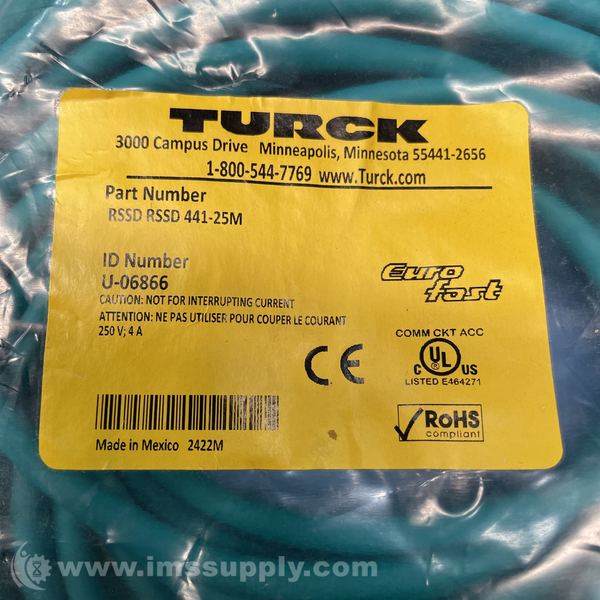 TURCK
3000 Campus Drive Minneapolis, Minnesota 55441-2656
1-800-544-7769 www.Turck.com
Part Number
RSSD RSSD 441-25M
ID Number
U-06866
CAUTION: NOT FOR INTERRUPTING CURRENT
ATTENTION: NE PAS UTILISER POUR COUPER LE COURANT
250 V; 4 A
Euro
fast
CE
COMM CKT ACC
C UL US
LISTED E464271
RoHS
compliant
Made in Mexico 2422M
www.imssupply.com